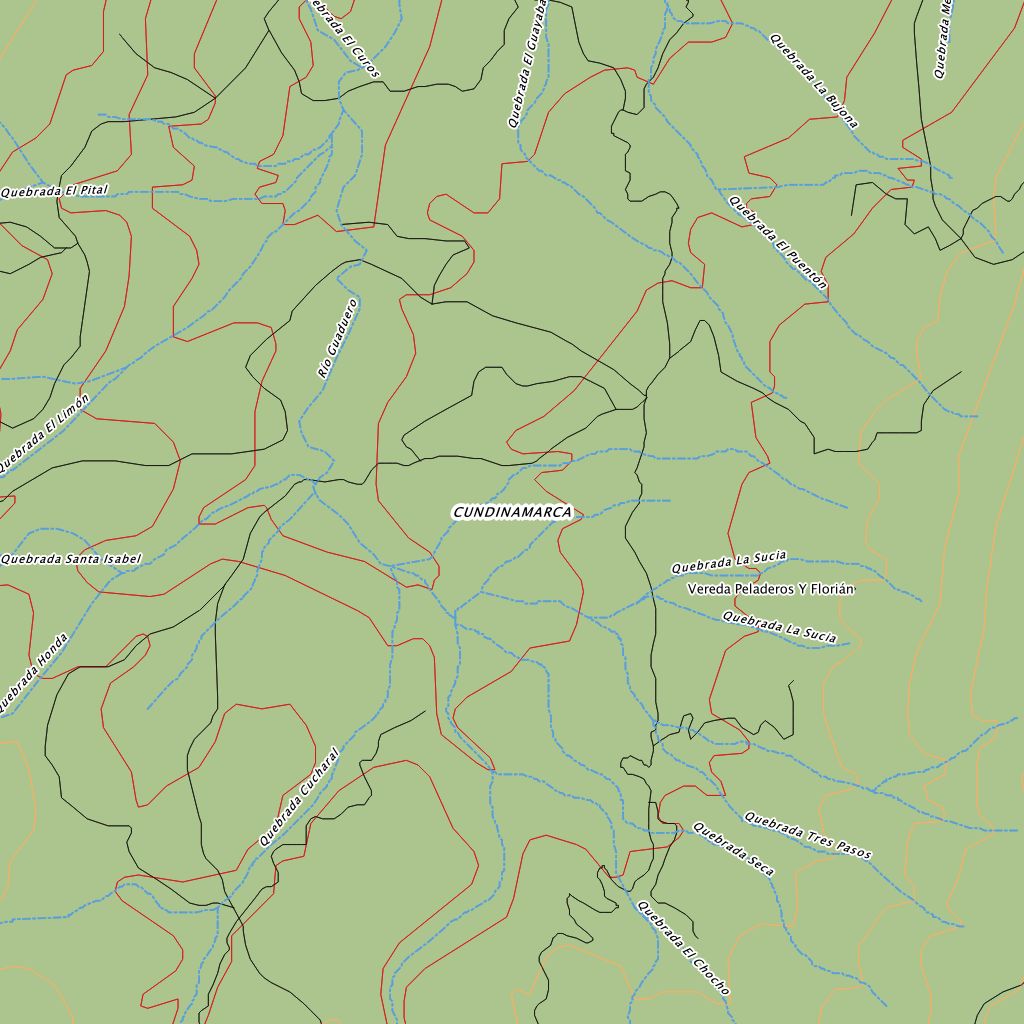 Quebrada El Curos
Quebrada El Guayaba
Quebrada La Bujona
Quebrada Me
Quebrada El Pital
Quebrada El Puentón
Río Guaduero
Quebrada El Limón
CUNDINAMARCA
Quebrada Santa Isabel
Quebrada La Sucia
Vereda Peladeros Y Florián
Quebrada La Sucia
Quebrada Honda
Quebrada Cucharal
Quebrada Tres Pasos
Quebrada Seca
Quebrada El Chocho